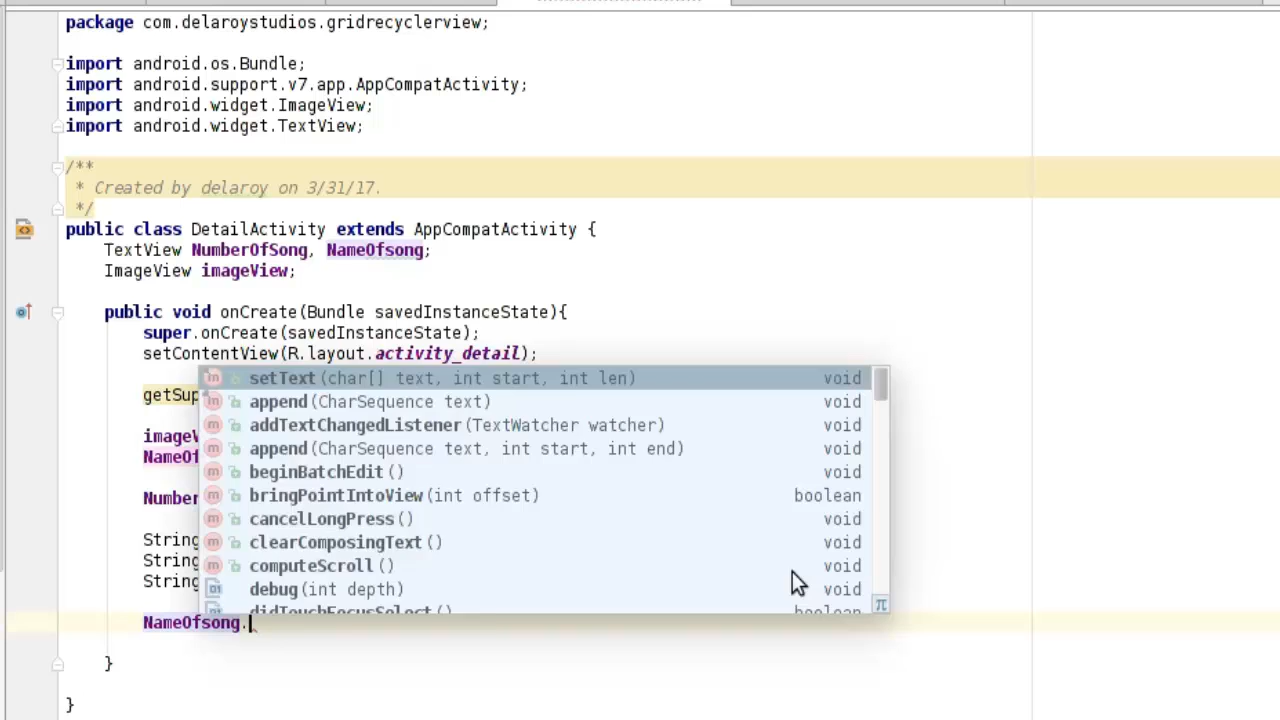 package com.delaroystudios.gridrecyclerview;
import android.os.Bundle;
import android.support.v7.app.AppCompatActivity;
import android.widget.ImageView;
import android.widget.TextView;
/**
* Created by delaroy on 3/31/17.
*/
public class DetailActivity extends AppCompatActivity {
TextView NumberOfSong, NameOfsong;
ImageView imageView;
public void onCreate(Bundle savedInstanceState){
super.onCreate(savedInstanceState);
setContentView(R.layout.activity_detail);
setText(char[] text, int start, int len) void
getSup
append(CharSequence text) void
addTextChangedListener(TextWatcher watcher) void
imageV
append(CharSequence text, int start, int end) void
NameOf
beginBatchEdit() void
bringPointIntoView(int offset) boolean
Number
cancelLongPress() void
String
clearComposingText() void
String
computeScroll() void
String
debug(int depth) void
didTouchFocusSelect() boolean
NameOfsong.
}
}